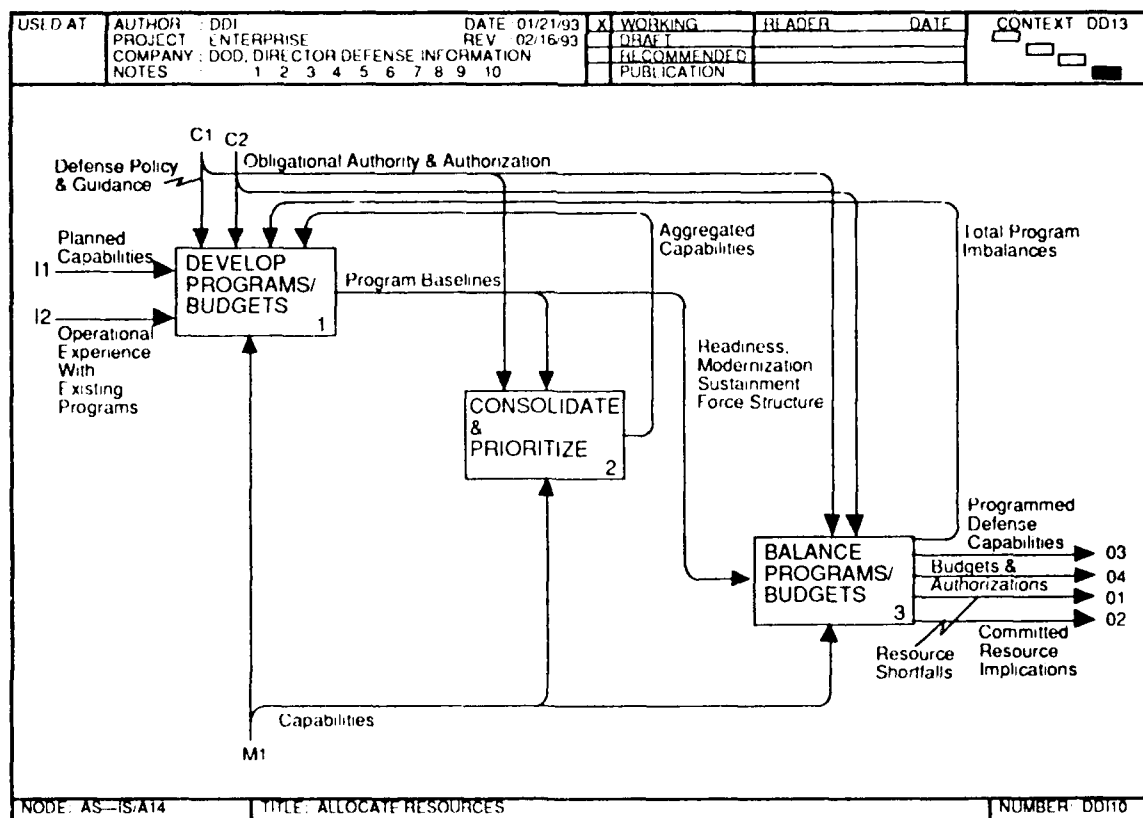 USED AT
AUTHOR : DDI DATE 01/21/93
PROJECT : ENTERPRISE REV 02/16/93
COMPANY : DOD, DIRECTOR DEFENSE INFORMATION
NOTES 1 2 3 4 5 6 7 8 9 10
X WORKING
DRAFT
RECOMMENDED
PUBLICATION
READER DATE
CONTEXT DD13
C1 C2
Defense Policy
& Guidance
Obligational Authority & Authorization
Planned
Capabilities
I1
I2
Operational
Experience
With
Existing
Programs
DEVELOP
PROGRAMS/
BUDGETS
1
Program Baselines
Aggregated
Capabilities
Total Program
Imbalances
CONSOLIDATE
&
PRIORITIZE
2
Readiness,
Modernization
Sustainment
Force Structure
BALANCE
PROGRAMS/
BUDGETS
3
Programmed
Defense
Capabilities
03
Budgets &
Authorizations
04
01
02
Resource
Shortfalls
Committed
Resource
Implications
Capabilities
M1
NODE: AS-IS/A14
TITLE: ALLOCATE RESOURCES
NUMBER: DDI10